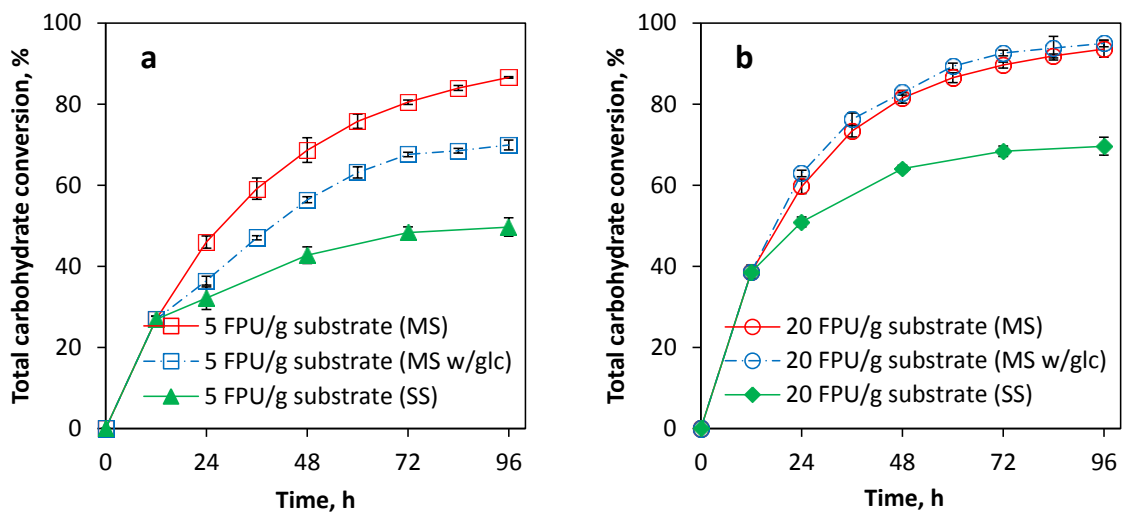 a
Total carbohydrate conversion, %
100
80
60
40
20
0
5 FPU/g substrate (MS)
5 FPU/g substrate (MS w/glc)
5 FPU/g substrate (SS)
0 24 48 72 96
Time, h
b
Total carbohydrate conversion, %
100
80
60
40
20
0
20 FPU/g substrate (MS)
20 FPU/g substrate (MS w/glc)
20 FPU/g substrate (SS)
0 24 48 72 96
Time, h